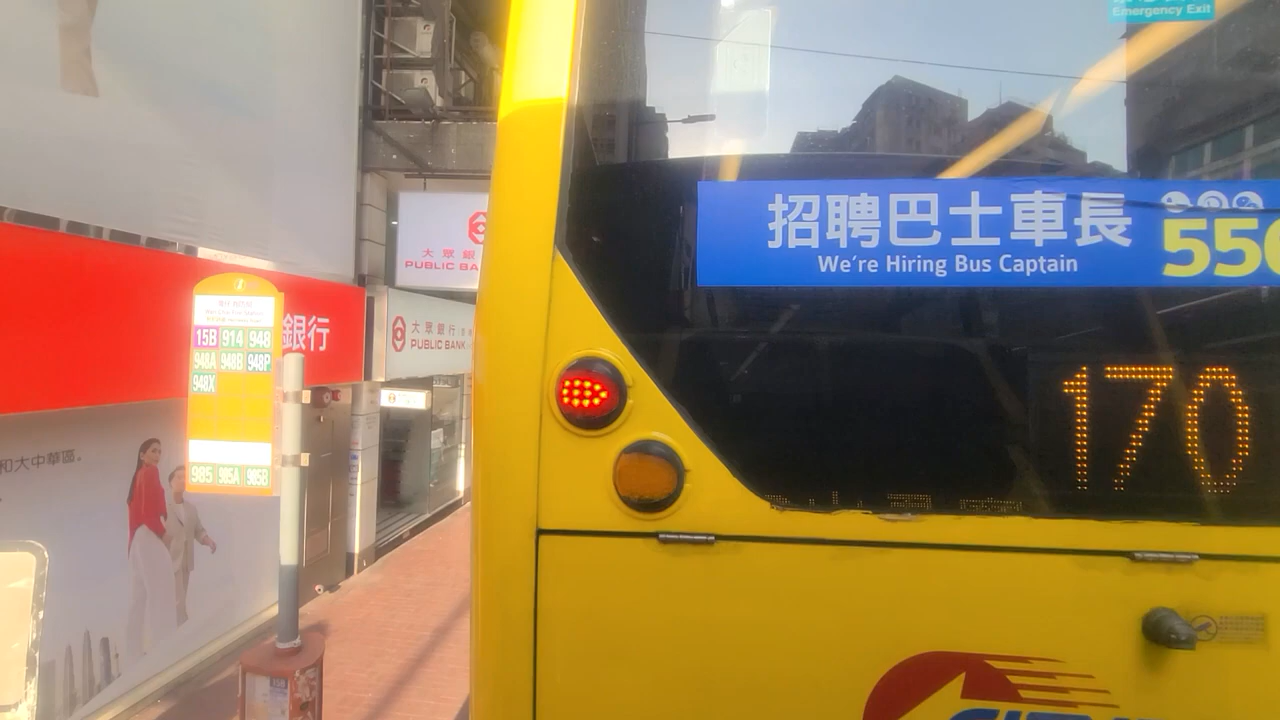 Emergency Exit
招聘巴士車長
We're Hiring Bus Captain
550
170
大眾銀
PUBLIC BA
大眾銀行
PUBLIC BANK
銀行
15B 914 948
948A 948B 948P
948X
985 985A 985B
和大中華區。